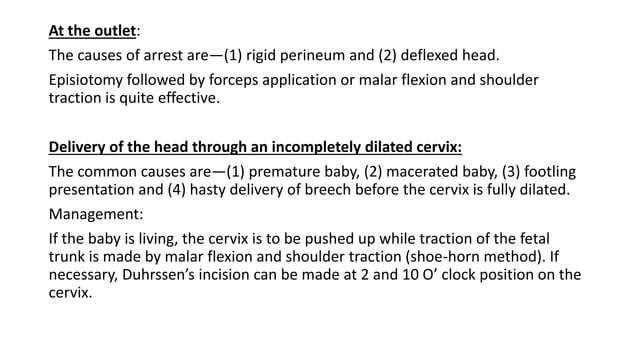 At the outlet:
The causes of arrest are—(1) rigid perineum and (2) deflexed head.
Episiotomy followed by forceps application or malar flexion and shoulder
traction is quite effective.
Delivery of the head through an incompletely dilated cervix:
The common causes are—(1) premature baby, (2) macerated baby, (3) footling
presentation and (4) hasty delivery of breech before the cervix is fully dilated.
Management:
If the baby is living, the cervix is to be pushed up while traction of the fetal
trunk is made by malar flexion and shoulder traction (shoe-horn method). If
necessary, Duhrssen’s incision can be made at 2 and 10 O’ clock position on the
cervix.